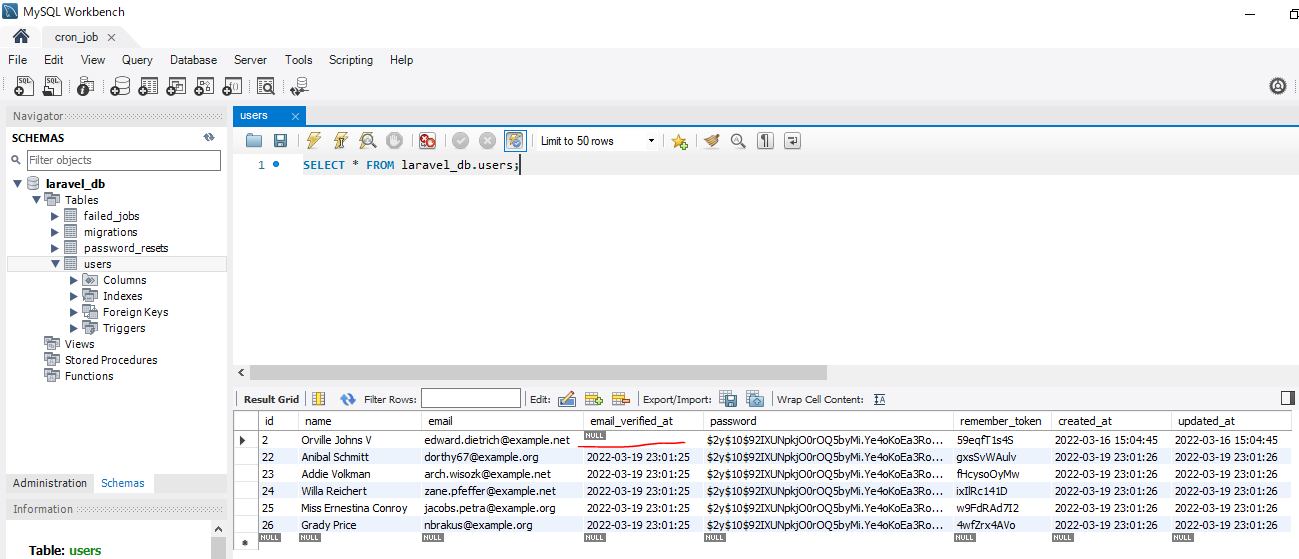 MySQL Workbench
cron_job
File Edit View Query Database Server Tools Scripting Help
Navigator
SCHEMAS
Filter objects
laravel_db
Tables
failed_jobs
migrations
password_resets
users
Columns
Indexes
Foreign Keys
Triggers
Views
Stored Procedures
Functions
Administration Schemas
Information
Table: users
users
Limit to 50 rows
1 SELECT * FROM laravel_db.users;
Result Grid Filter Rows: Edit: Export/Import: Wrap Cell Content:
id name email email_verified_at password remember_token created_at updated_at
2 Orville Johns V edward.dietrich@example.net NULL $2y$10$92IXUNpkjO0rOQ5byMi.Ye4oKoEa3Ro... 59eqfT1s4S 2022-03-16 15:04:45 2022-03-16 15:04:45
22 Anibal Schmitt dorthy67@example.org 2022-03-19 23:01:25 $2y$10$92IXUNpkjO0rOQ5byMi.Ye4oKoEa3Ro... gxsSvWAulv 2022-03-19 23:01:26 2022-03-19 23:01:26
23 Addie Volkman arch.wisozk@example.net 2022-03-19 23:01:25 $2y$10$92IXUNpkjO0rOQ5byMi.Ye4oKoEa3Ro... fHcysoOyMw 2022-03-19 23:01:26 2022-03-19 23:01:26
24 Willa Reichert zane.pfeffer@example.net 2022-03-19 23:01:25 $2y$10$92IXUNpkjO0rOQ5byMi.Ye4oKoEa3Ro... ixIlRc141D 2022-03-19 23:01:26 2022-03-19 23:01:26
25 Miss Ernestina Conroy jacobs.petra@example.org 2022-03-19 23:01:25 $2y$10$92IXUNpkjO0rOQ5byMi.Ye4oKoEa3Ro... w9FdRAd7I2 2022-03-19 23:01:26 2022-03-19 23:01:26
26 Grady Price nbrakus@example.org 2022-03-19 23:01:25 $2y$10$92IXUNpkjO0rOQ5byMi.Ye4oKoEa3Ro... 4wfZrx4AVo 2022-03-19 23:01:26 2022-03-19 23:01:26
NULL NULL NULL NULL NULL NULL NULL NULL